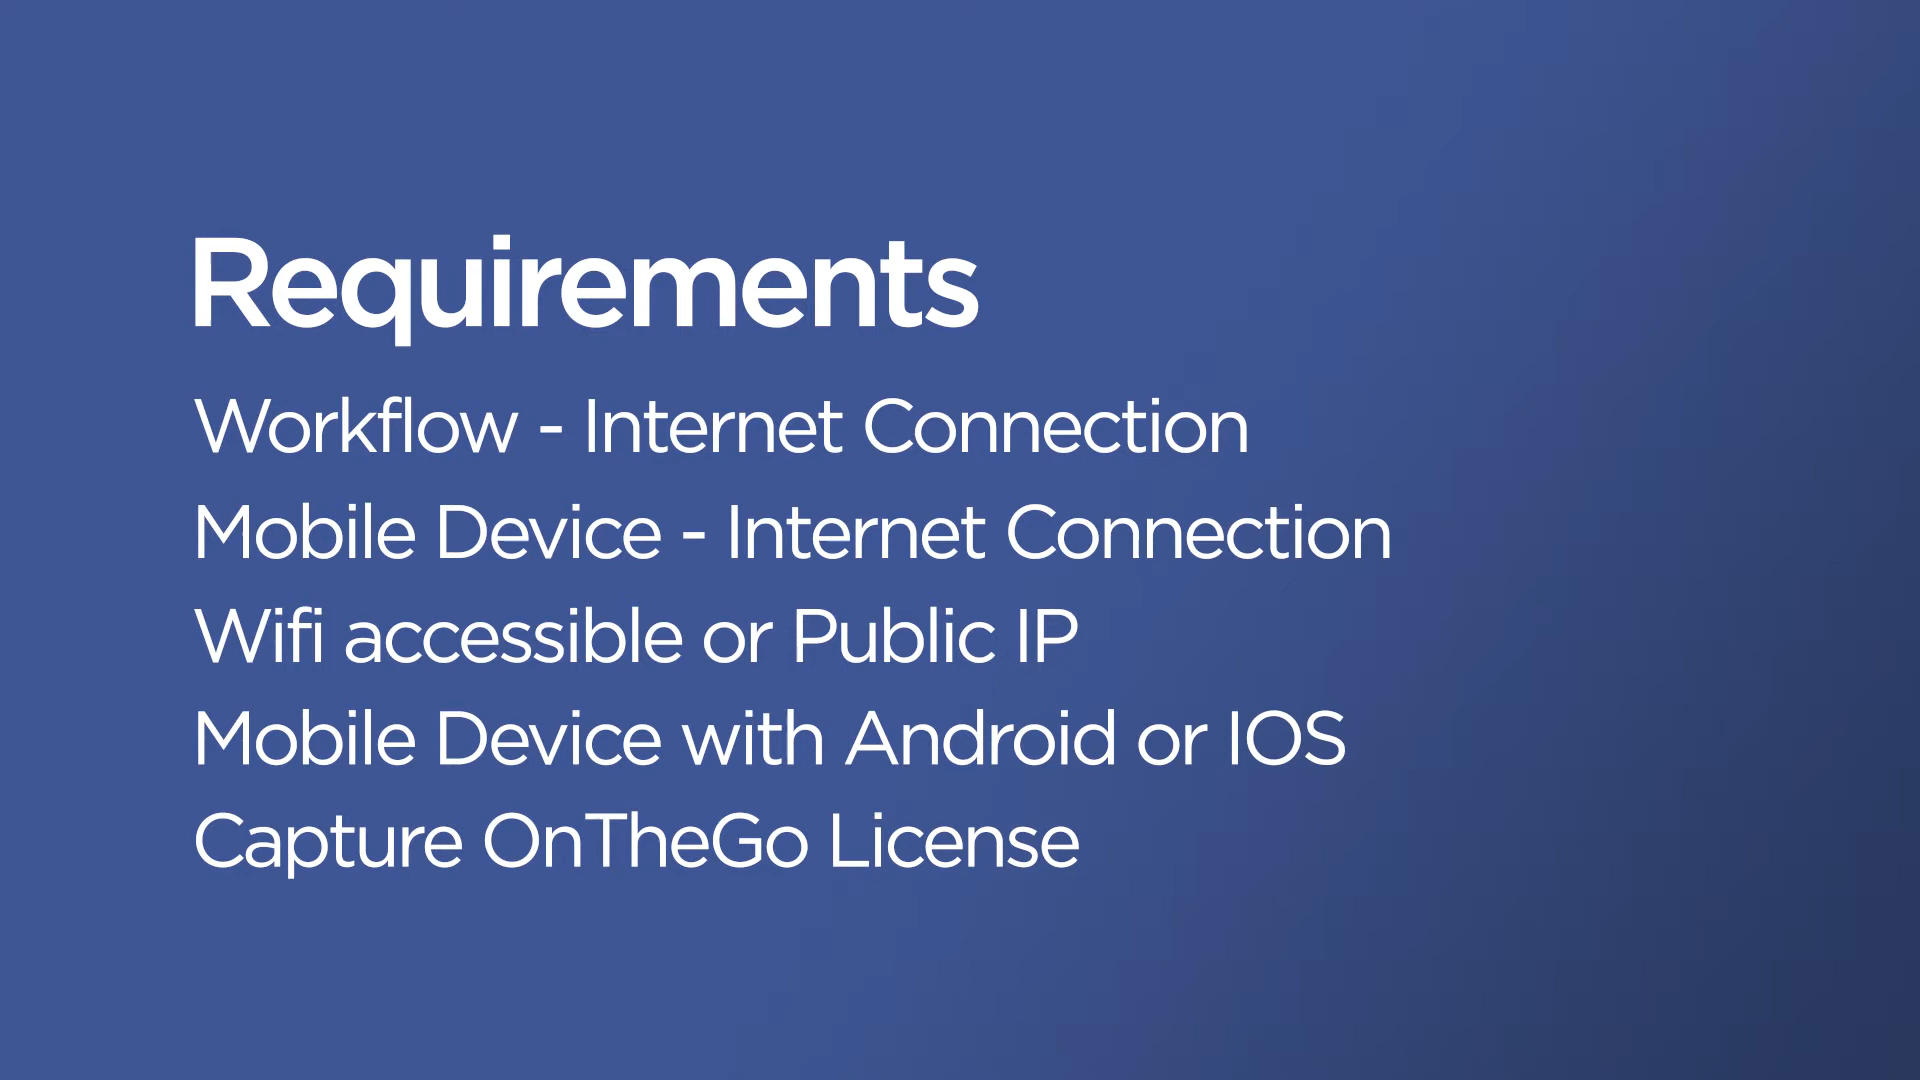 Requirements
Workflow - Internet Connection
Mobile Device - Internet Connection
Wifi accessible or Public IP
Mobile Device with Android or IOS
Capture OnTheGo License